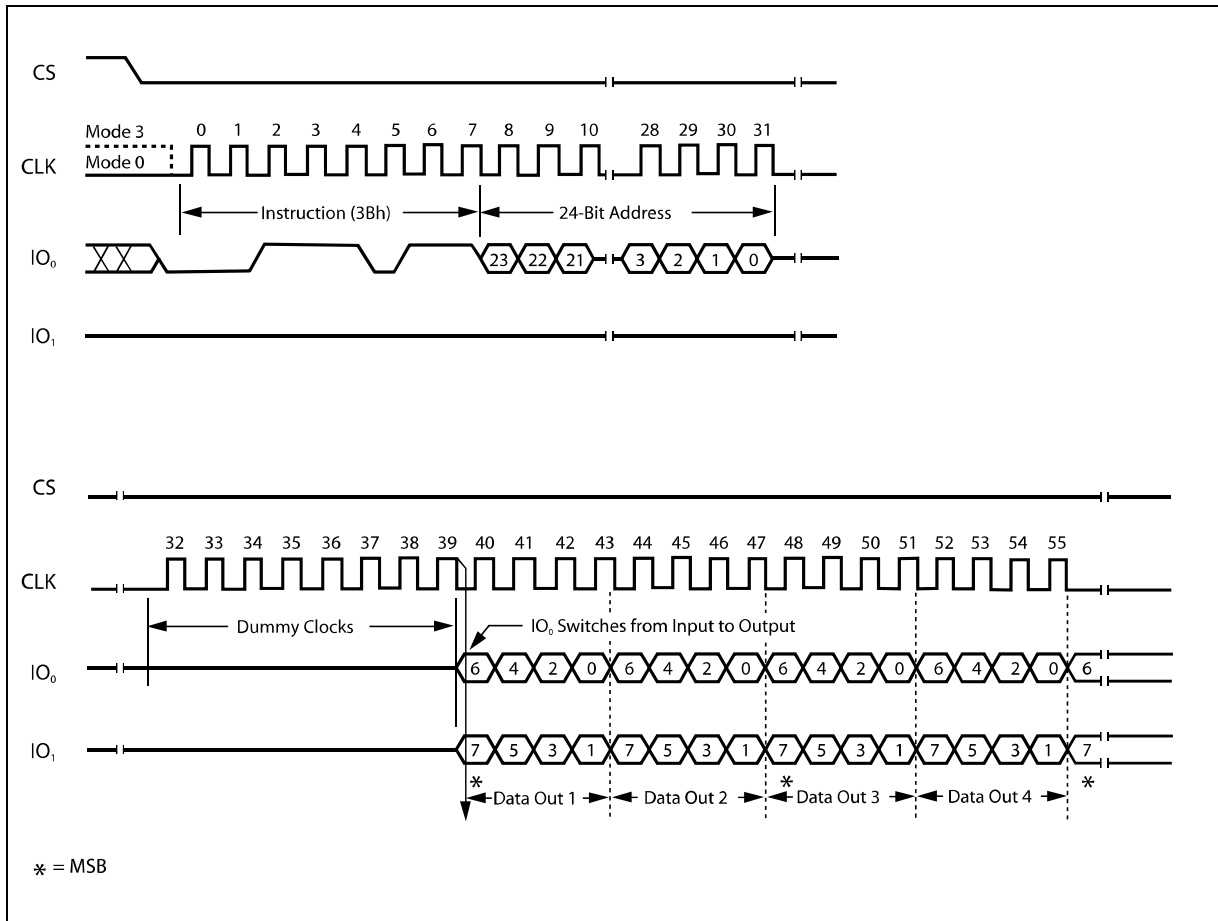 CS
Mode 3
0 1 2 3 4 5 6 7 8 9 10 28 29 30 31
Mode 0
CLK
Instruction (3Bh) 24-Bit Address
IO₀ 23 22 21 3 2 1 0
IO₁
CS
32 33 34 35 36 37 38 39 40 41 42 43 44 45 46 47 48 49 50 51 52 53 54 55
CLK
Dummy Clocks IO₀ Switches from Input to Output
IO₀ 6 4 2 0 6 4 2 0 6 4 2 0 6 4 2 0 6
IO₁ 7 5 3 1 7 5 3 1 7 5 3 1 7 5 3 1 7
* * *
Data Out 1 Data Out 2 Data Out 3 Data Out 4
* = MSB